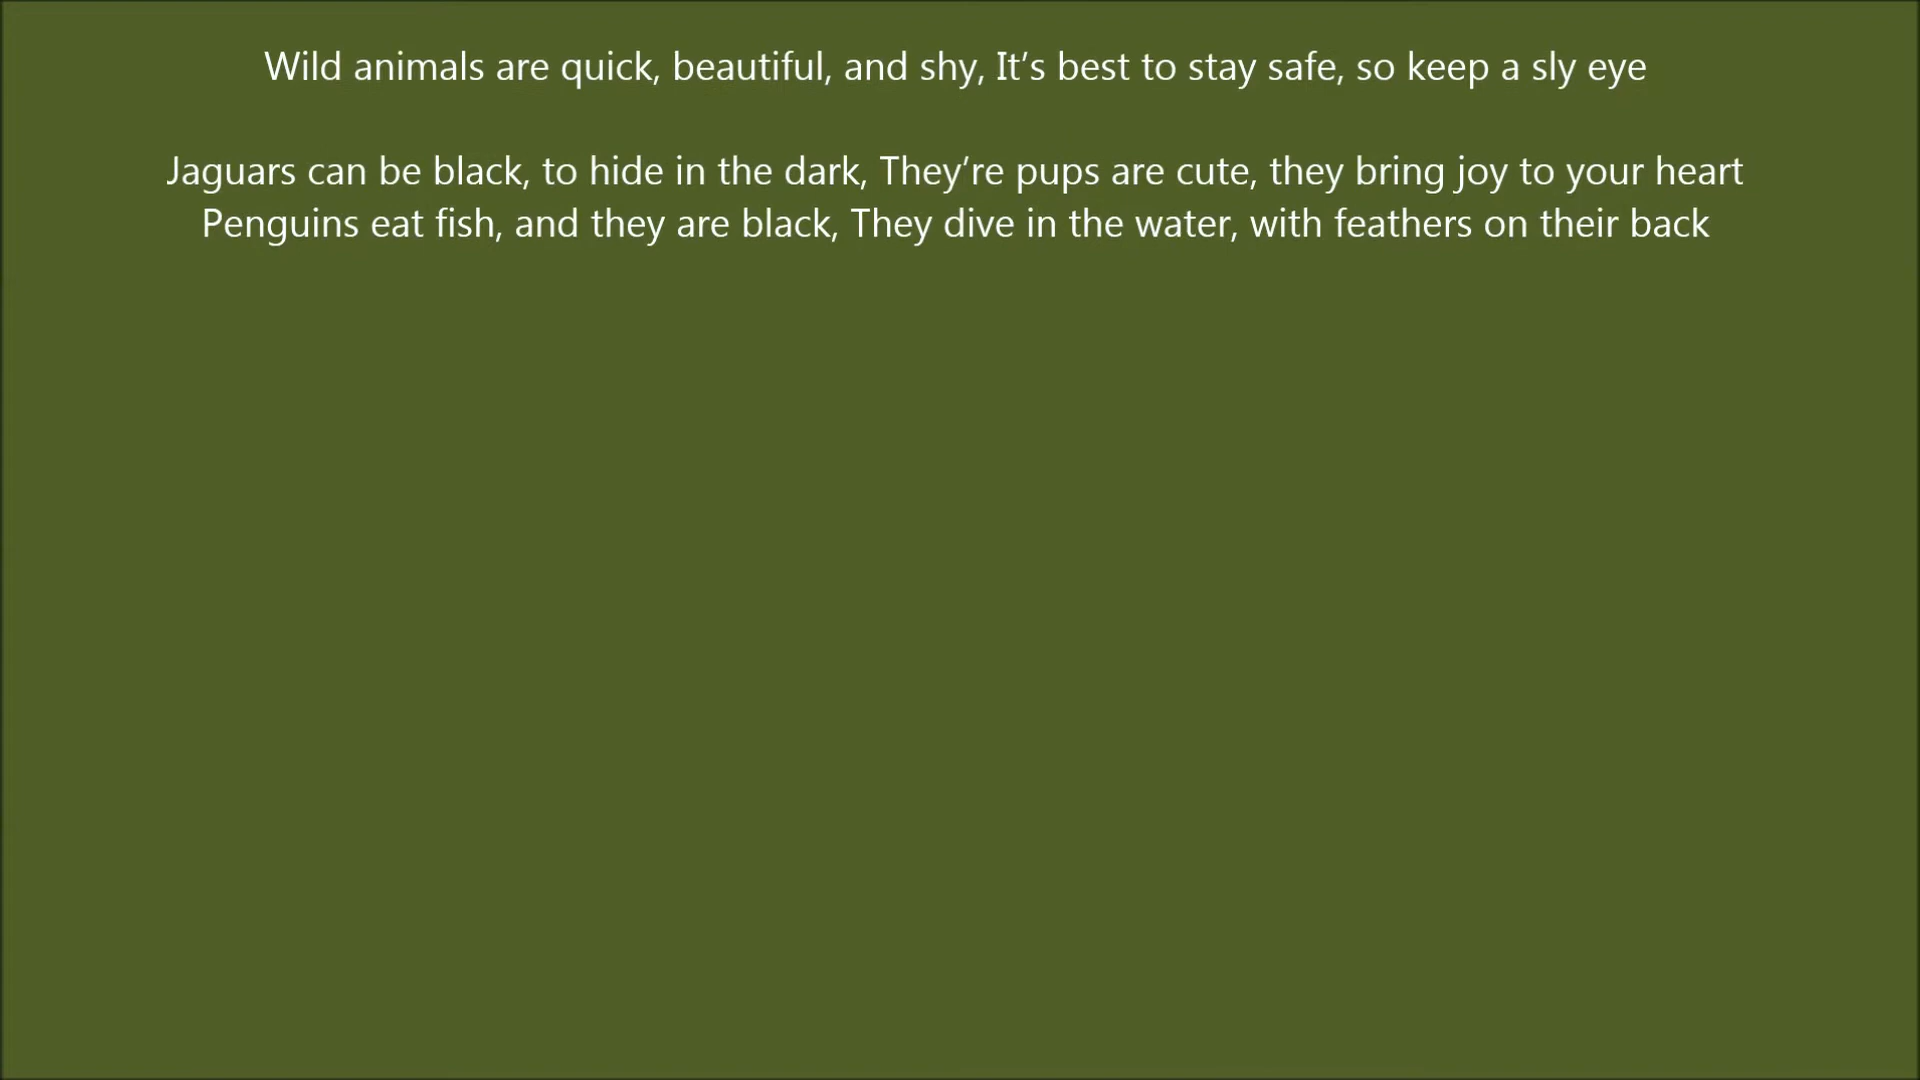 Wild animals are quick, beautiful, and shy, It’s best to stay safe, so keep a sly eye
Jaguars can be black, to hide in the dark, They’re pups are cute, they bring joy to your heart
Penguins eat fish, and they are black, They dive in the water, with feathers on their back